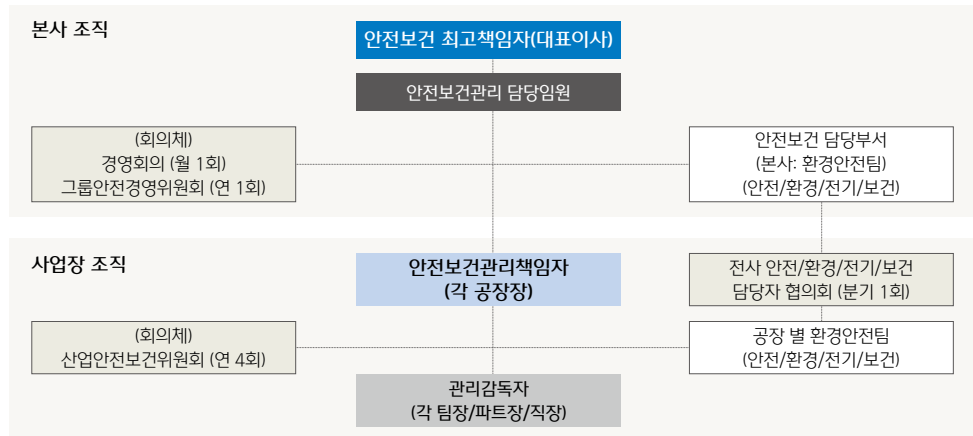 본사 조직
안전보건 최고책임자(대표이사)
안전보건관리 담당임원
(회의체)
경영회의 (월 1회)
그룹안전경영위원회 (연 1회)
안전보건 담당부서
(본사: 환경안전팀)
(안전/환경/전기/보건)
사업장 조직
안전보건관리책임자
(각 공장장)
전사 안전/환경/전기/보건
담당자 협의회 (분기 1회)
(회의체)
산업안전보건위원회 (연 4회)
공장 별 환경안전팀
(안전/환경/전기/보건)
관리감독자
(각 팀장/파트장/직장)